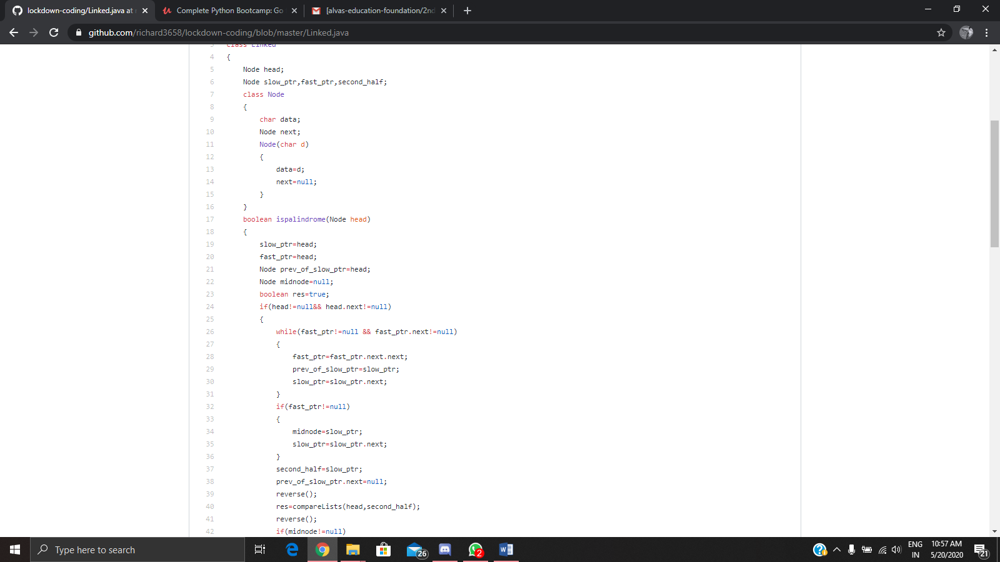 lockdown-coding/Linked.java at
Complete Python Bootcamp: Go
[alvas-education-foundation/2nd
github.com/richard3658/lockdown-coding/blob/master/Linked.java
3 class Linked
4 {
5 Node head;
6 Node slow_ptr,fast_ptr,second_half;
7 class Node
8 {
9 char data;
10 Node next;
11 Node(char d)
12 {
13 data=d;
14 next=null;
15 }
16 }
17 boolean ispalindrome(Node head)
18 {
19 slow_ptr=head;
20 fast_ptr=head;
21 Node prev_of_slow_ptr=head;
22 Node midnode=null;
23 boolean res=true;
24 if(head!=null&& head.next!=null)
25 {
26 while(fast_ptr!=null && fast_ptr.next!=null)
27 {
28 fast_ptr=fast_ptr.next.next;
29 prev_of_slow_ptr=slow_ptr;
30 slow_ptr=slow_ptr.next;
31 }
32 if(fast_ptr!=null)
33 {
34 midnode=slow_ptr;
35 slow_ptr=slow_ptr.next;
36 }
37 second_half=slow_ptr;
38 prev_of_slow_ptr.next=null;
39 reverse();
40 res=compareLists(head,second_half);
41 reverse();
42 if(midnode!=null)
Type here to search
26
2
ENG
IN
10:57 AM
5/20/2020
21